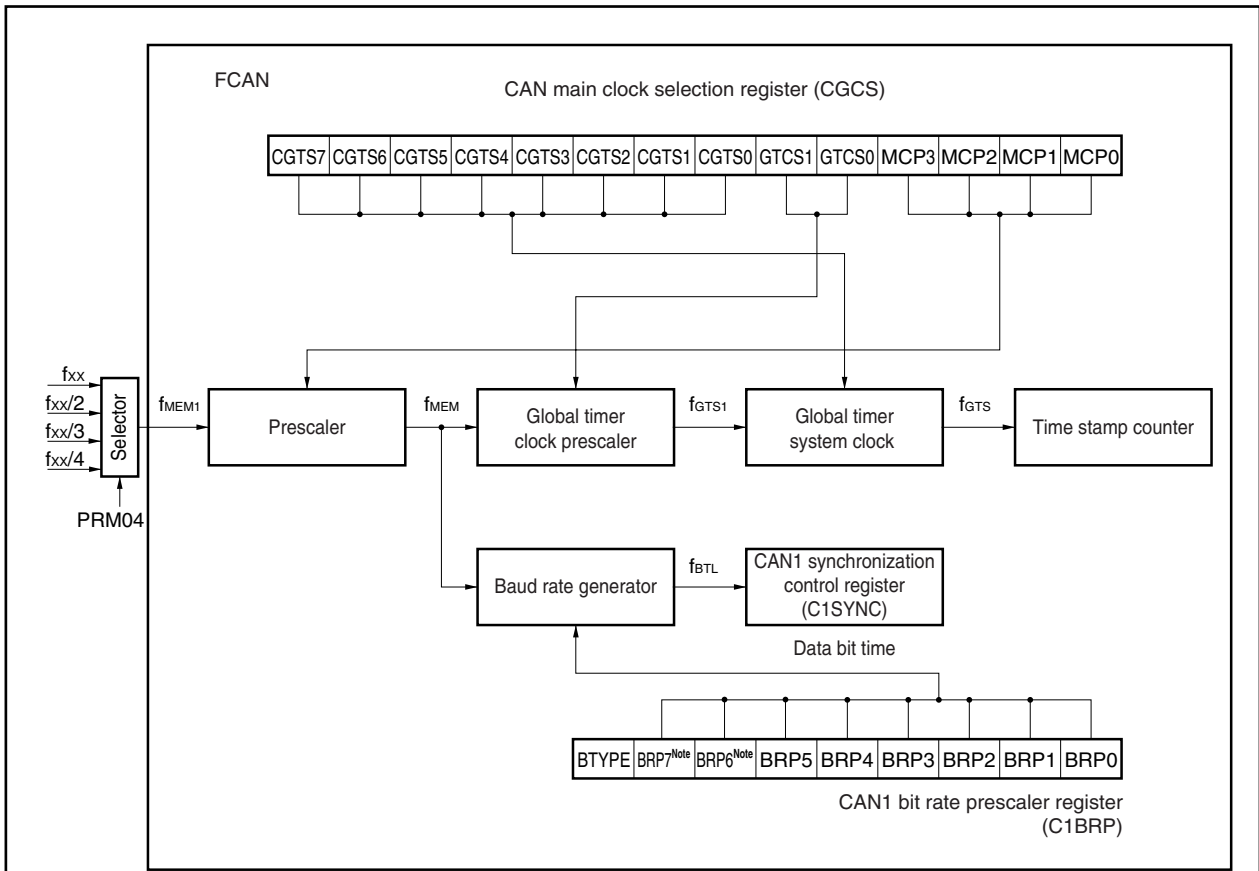 FCAN
CAN main clock selection register (CGCS)
CGTS7 CGTS6 CGTS5 CGTS4 CGTS3 CGTS2 CGTS1 CGTS0 GTCS1 GTCS0 MCP3 MCP2 MCP1 MCP0
fxx
fxx/2
fxx/3
fxx/4
Selector
PRM04
fMEM1
Prescaler
fMEM
Global timer
clock prescaler
fGTS1
Global timer
system clock
fGTS
Time stamp counter
Baud rate generator
fBTL
CAN1 synchronization
control register
(C1SYNC)
Data bit time
BTYPE BRP7Note BRP6Note BRP5 BRP4 BRP3 BRP2 BRP1 BRP0
CAN1 bit rate prescaler register
(C1BRP)